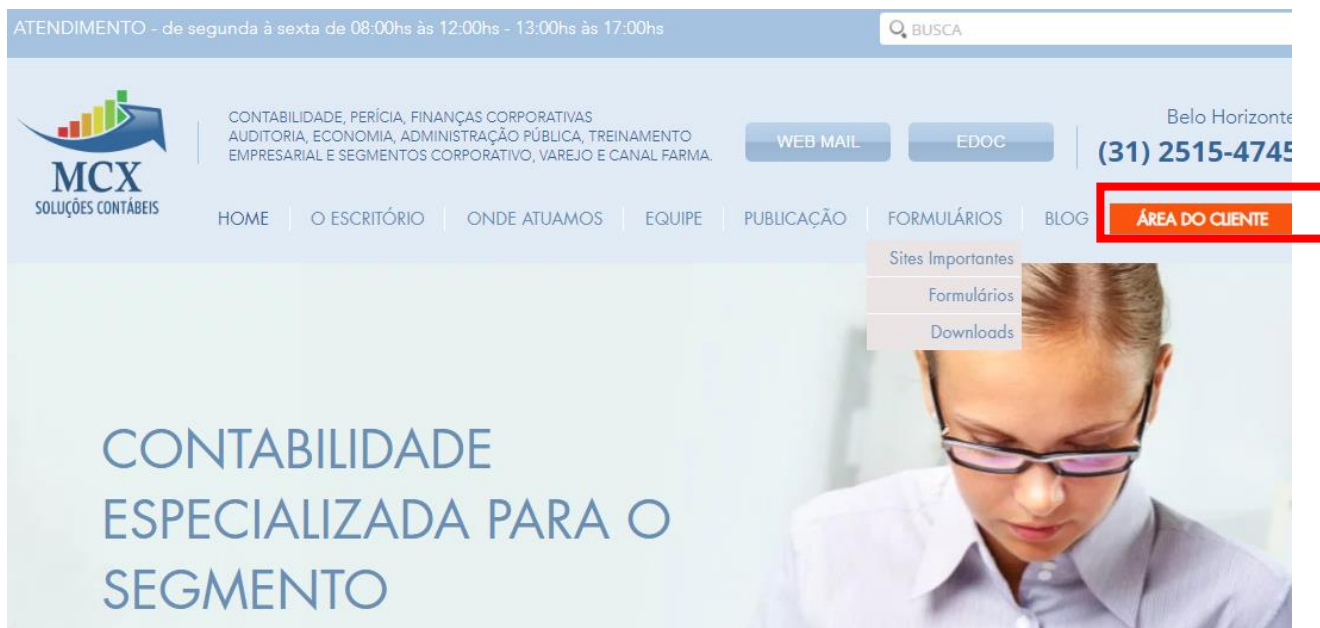 ATENDIMENTO - de segunda à sexta de 08:00hs às 12:00hs - 13:00hs às 17:00hs
BUSCA
MCX
SOLUÇÕES CONTÁBEIS
CONTABILIDADE, PERÍCIA, FINANÇAS CORPORATIVAS
AUDITORIA, ECONOMIA, ADMINISTRAÇÃO PÚBLICA, TREINAMENTO
EMPRESARIAL E SEGMENTOS CORPORATIVO, VAREJO E CANAL FARMA.
WEB MAIL
EDOC
Belo Horizonte
(31) 2515-4745
HOME
O ESCRITÓRIO
ONDE ATUAMOS
EQUIPE
PUBLICAÇÃO
FORMULÁRIOS
BLOG
ÁREA DO CLIENTE
Sites Importantes
Formulários
Downloads
CONTABILIDADE
ESPECIALIZADA PARA O
SEGMENTO